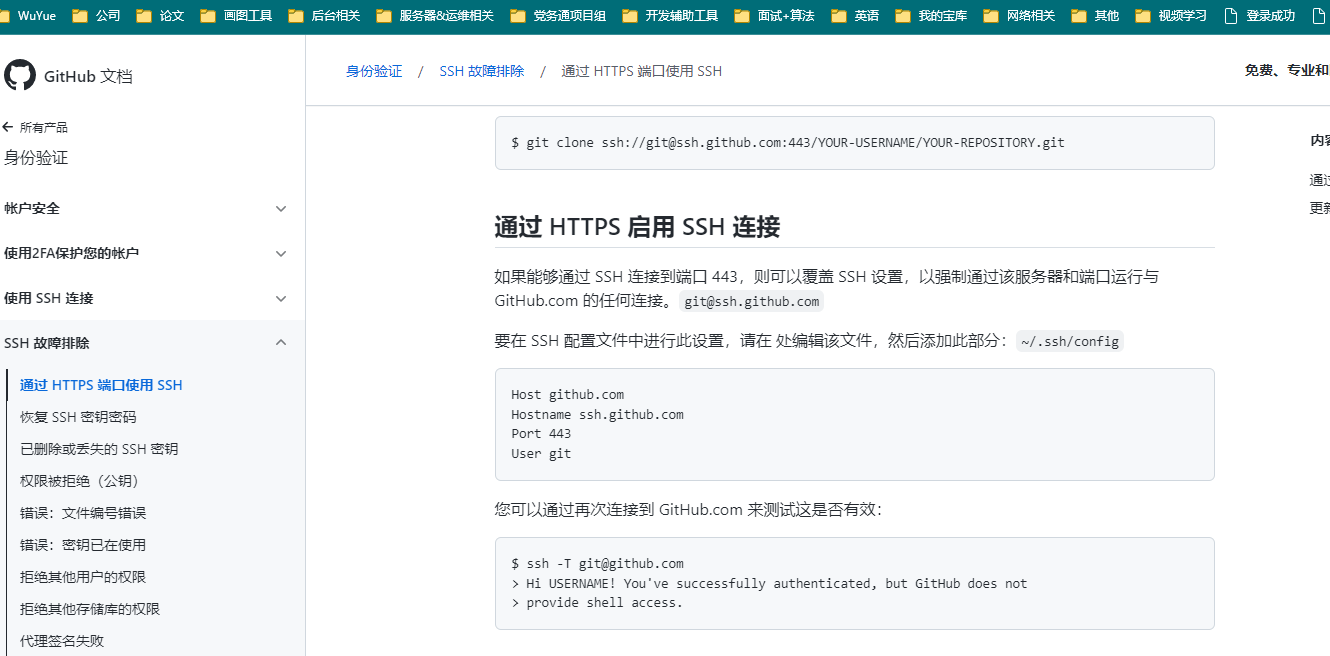 WuYue 公司 论文 画图工具 后台相关 服务器&运维相关 党务通项目组 开发辅助工具 面试+算法 英语 我的宝库 网络相关 其他 视频学习 登录成功
GitHub 文档
身份验证 / SSH 故障排除 / 通过 HTTPS 端口使用 SSH
免费、专业和
所有产品
身份验证
帐户安全
使用2FA保护您的帐户
使用 SSH 连接
SSH 故障排除
通过 HTTPS 端口使用 SSH
恢复 SSH 密钥密码
已删除或丢失的 SSH 密钥
权限被拒绝（公钥）
错误：文件编号错误
错误：密钥已在使用
拒绝其他用户的权限
拒绝其他存储库的权限
代理签名失败
$ git clone ssh://git@ssh.github.com:443/YOUR-USERNAME/YOUR-REPOSITORY.git
通过 HTTPS 启用 SSH 连接
如果能够通过 SSH 连接到端口 443，则可以覆盖 SSH 设置，以强制通过该服务器和端口运行与
GitHub.com 的任何连接。 git@ssh.github.com
要在 SSH 配置文件中进行此设置，请在 处编辑该文件，然后添加此部分： ~/.ssh/config
Host github.com
Hostname ssh.github.com
Port 443
User git
您可以通过再次连接到 GitHub.com 来测试这是否有效：
$ ssh -T git@github.com
> Hi USERNAME! You've successfully authenticated, but GitHub does not
> provide shell access.
内容
通过
更新